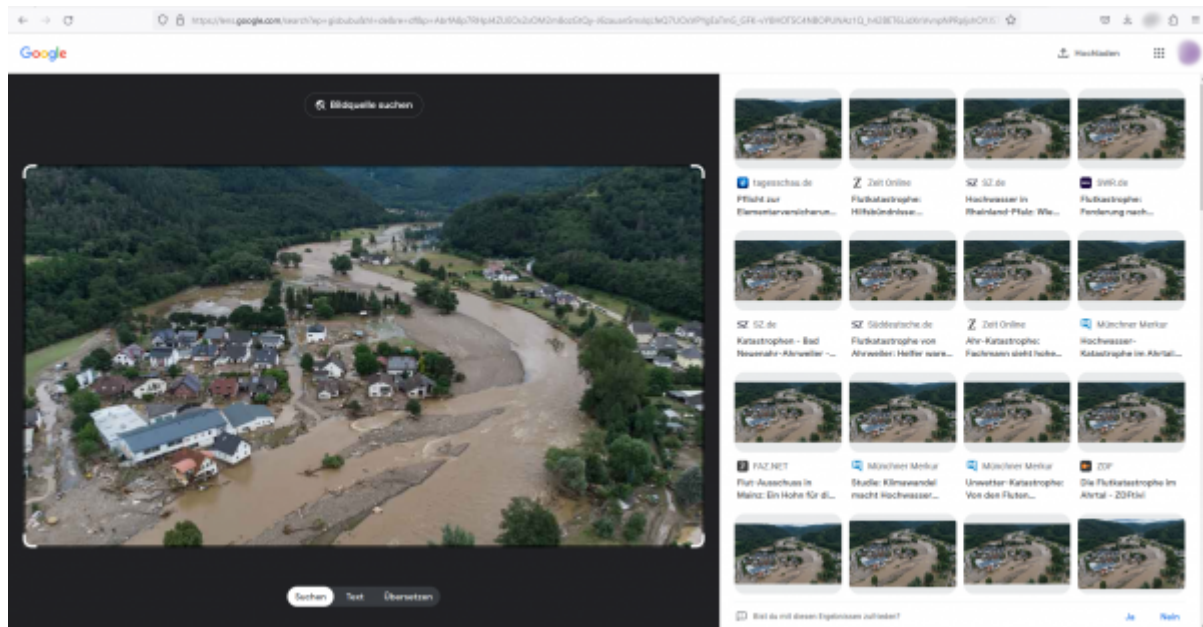 Google
Hochladen
Bildquelle suchen
tagesschau.de
Pflicht zur
Elementarversicherun...
Zeit Online
Flutkatastrophe:
Hilfsbündnisse:
SZ SZ.de
Hochwasser in
Rheinland-Pfalz: Wie...
SWR.de
Flutkatastrophe:
Forderung nach...
SZ SZ.de
Katastrophen - Bad
Neuenahr-Ahrweiler -...
SZ Süddeutsche.de
Flutkatastrophe von
Ahrweiler: Helfer ware...
Zeit Online
Ahr-Katastrophe:
Fachmann sieht hohe...
Münchner Merkur
Hochwasser-
Katastrophe im Ahrtal:...
FAZ.NET
Flut-Ausschuss in
Mainz: Ein Hohn für di...
Münchner Merkur
Studie: Klimawandel
macht Hochwasser...
Münchner Merkur
Unwetter-Katastrophe:
Von den Fluten...
ZDF
Die Flutkatastrophe im
Ahrtal - ZDFtivi
Suchen Text Übersetzen
Bist du mit diesen Ergebnissen zufrieden?
Ja Nein